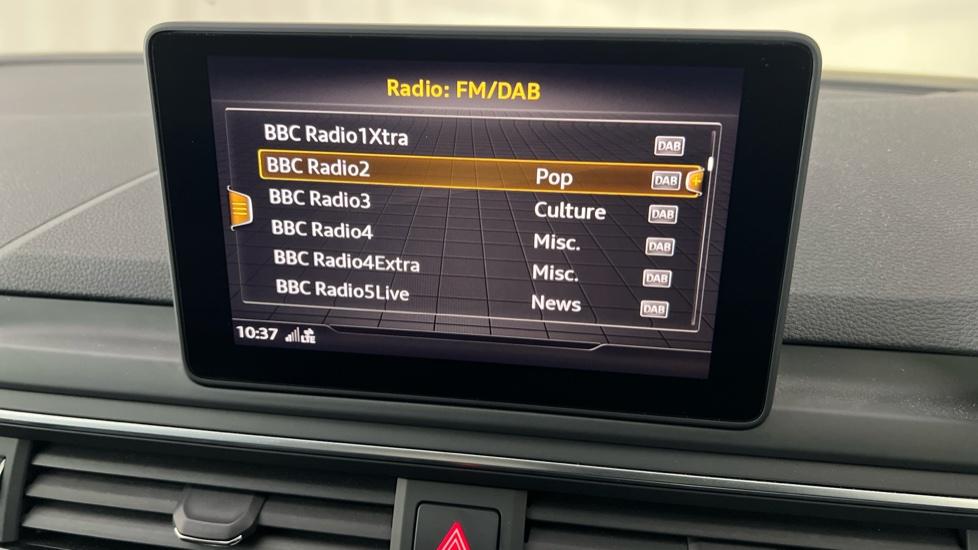 Radio: FM/DAB
BBC Radio1Xtra DAB
BBC Radio2 Pop DAB
BBC Radio3 Culture DAB
BBC Radio4 Misc. DAB
BBC Radio4Extra Misc. DAB
BBC Radio5Live News DAB
10:37 LTE